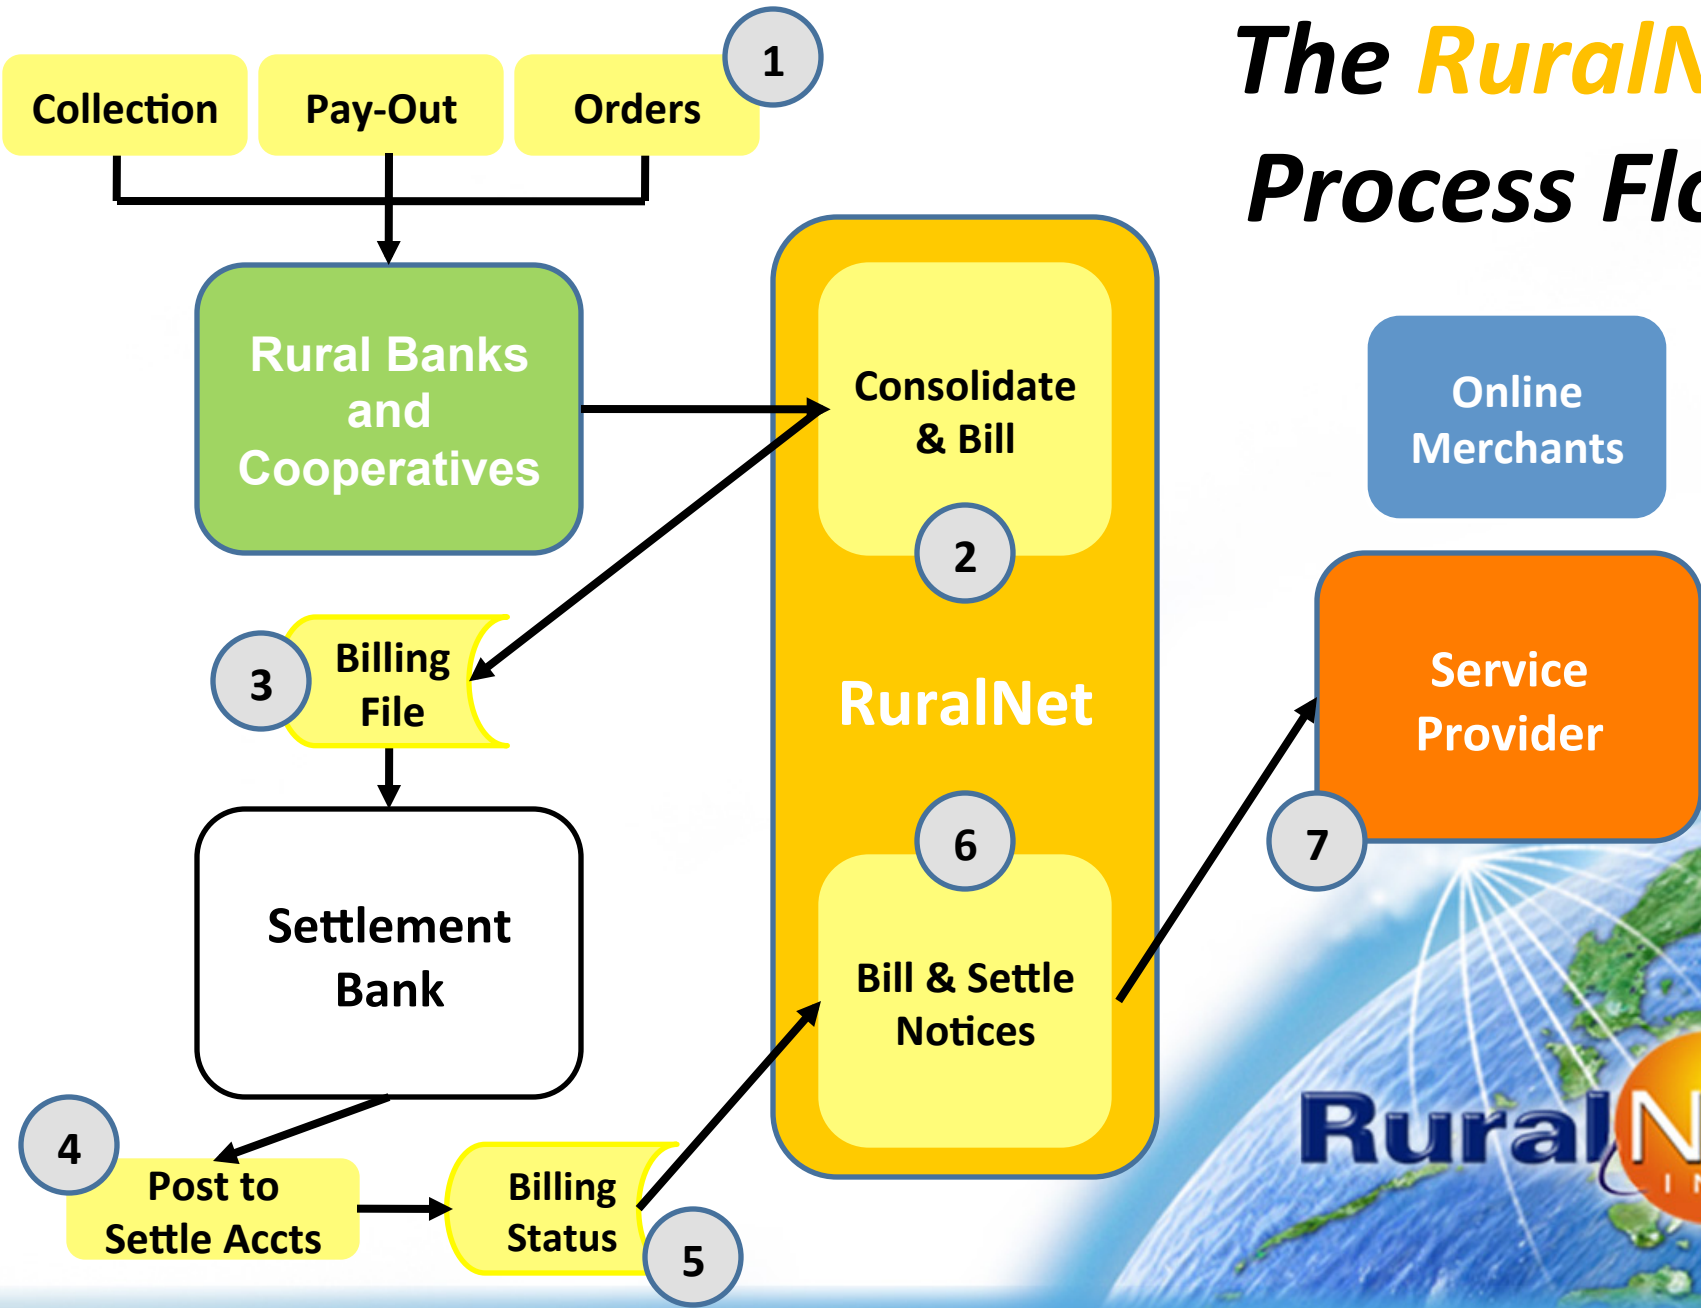 The RuralN
Process Flo
1
Collection
Pay-Out
Orders
Rural Banks
and
Cooperatives
Consolidate
& Bill
2
Online
Merchants
3
Billing
File
RuralNet
Service
Provider
6
7
Settlement
Bank
Bill & Settle
Notices
4
Post to
Settle Accts
Billing
Status
5
RuralN
I N